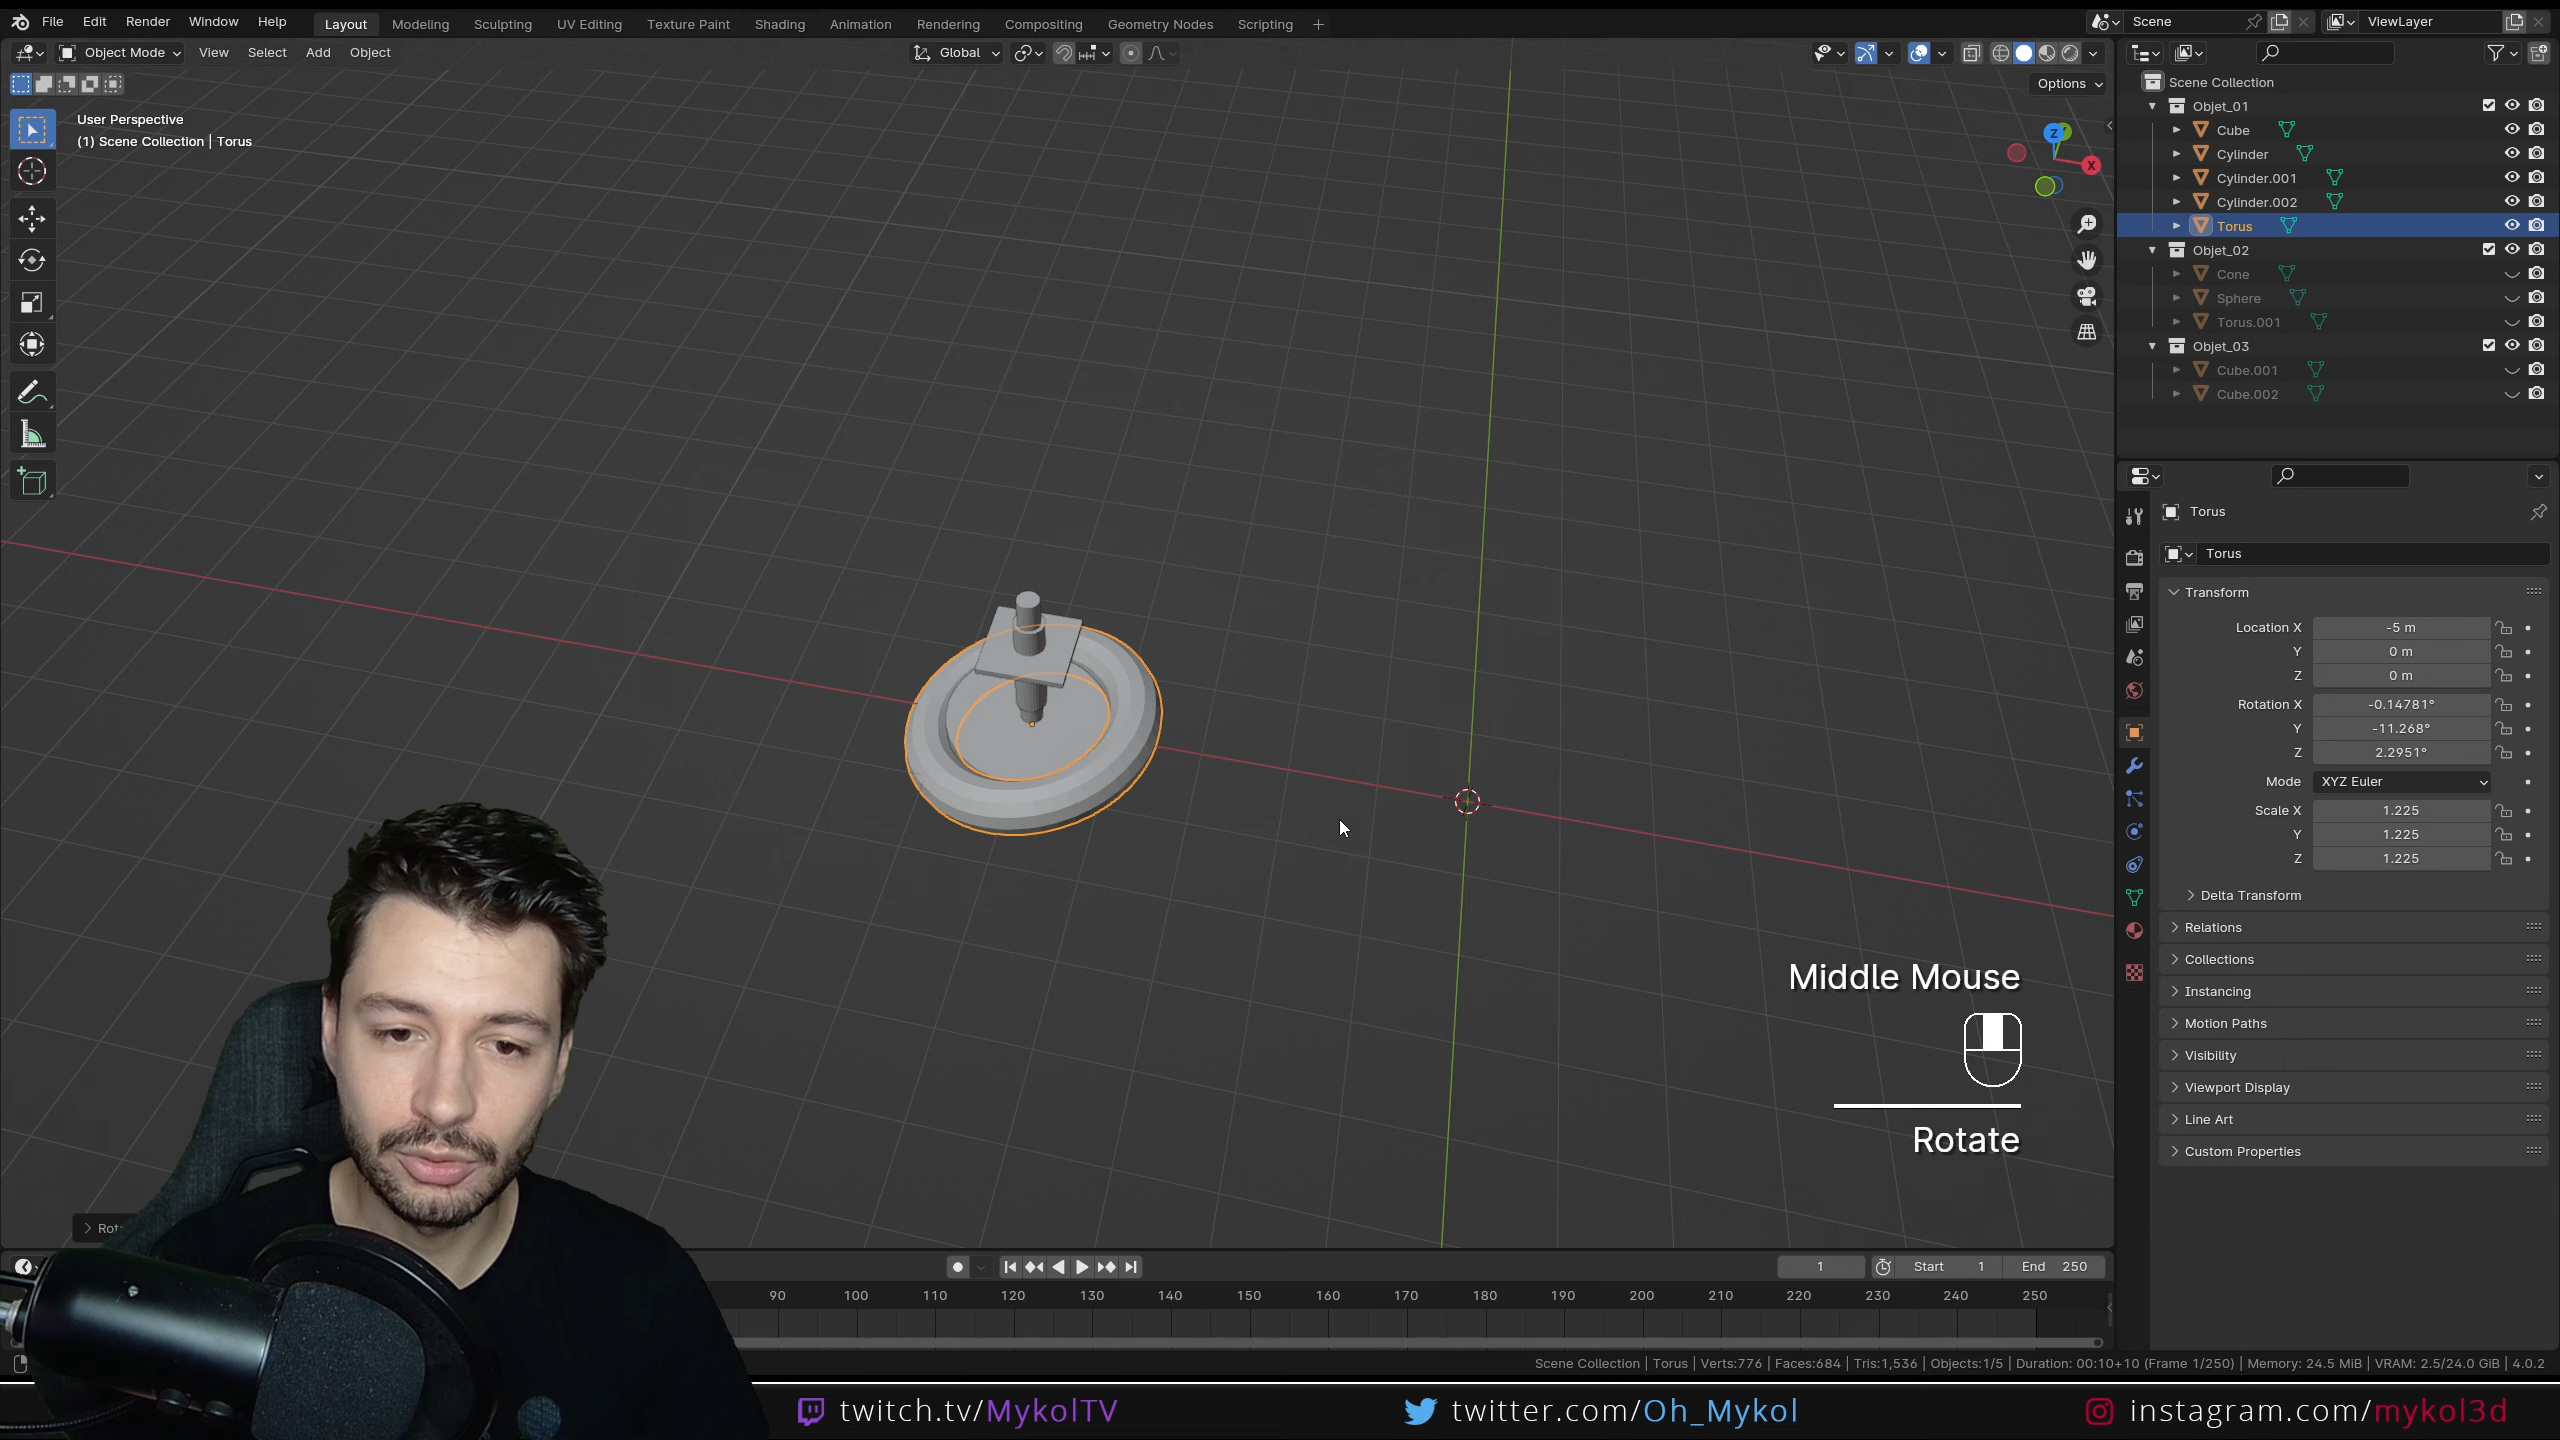 File Edit Render Window Help Layout Modeling Sculpting UV Editing Texture Paint Shading Animation Rendering Compositing Geometry Nodes Scripting + Scene ViewLayer
Object Mode View Select Add Object Global
Options
User Perspective
(1) Scene Collection | Torus
Z
X
Scene Collection
Objet_01
Cube
Cylinder
Cylinder.001
Cylinder.002
Torus
Objet_02
Cone
Sphere
Torus.001
Objet_03
Cube.001
Cube.002
Torus
Torus
Transform
Location X -5 m
Y 0 m
Z 0 m
Rotation X -0.14781°
Y -11.268°
Z 2.2951°
Mode XYZ Euler
Scale X 1.225
Y 1.225
Z 1.225
Delta Transform
Relations
Collections
Instancing
Motion Paths
Visibility
Viewport Display
Line Art
Custom Properties
Middle Mouse
Rotate
1 Start 1 End 250
90 100 110 120 130 140 150 160 170 180 190 200 210 220 230 240 250
Scene Collection | Torus | Verts:776 | Faces:684 | Tris:1,536 | Objects:1/5 | Duration: 00:10+10 (Frame 1/250) | Memory: 24.5 MiB | VRAM: 2.5/24.0 GiB | 4.0.2
twitch.tv/MykolTV twitter.com/Oh_Mykol instagram.com/mykol3d